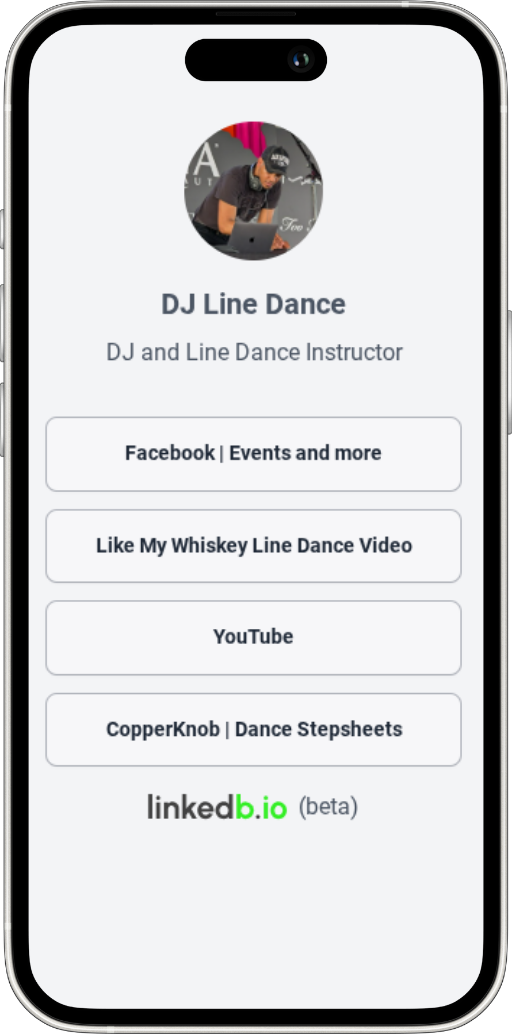 DJ Line Dance
DJ and Line Dance Instructor
Facebook | Events and more
Like My Whiskey Line Dance Video
YouTube
CopperKnob | Dance Stepsheets
linkedb.io (beta)